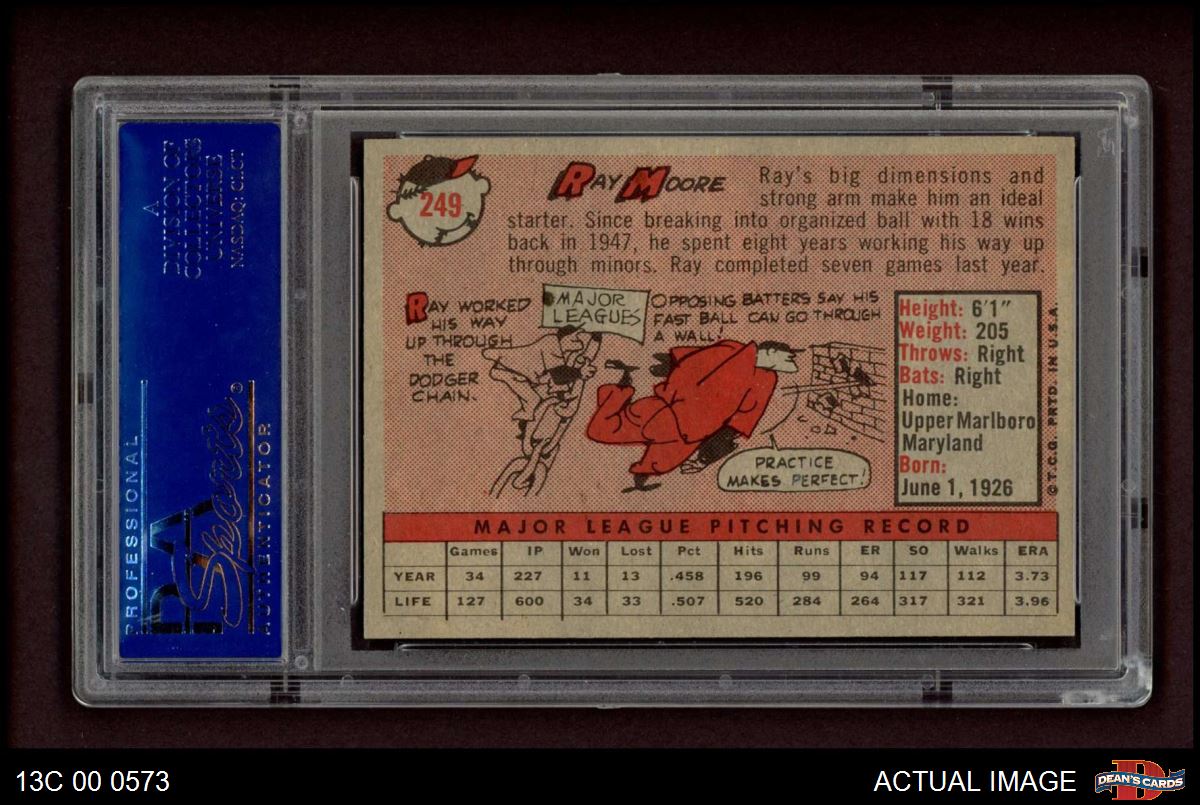 A
DIVISION OF
COLLECTORS
UNIVERSE
NASDAQ: CLCT
PROFESSIONAL
PSA
Sports®
AUTHENTICATOR
249
RAY MOORE
Ray's big dimensions and
strong arm make him an ideal
starter. Since breaking into organized ball with 18 wins
back in 1947, he spent eight years working his way up
through minors. Ray completed seven games last year.
RAY WORKED
HIS WAY
UP THROUGH
THE
DODGER
CHAIN.
MAJOR
LEAGUES
OPPOSING BATTERS SAY HIS
FAST BALL CAN GO THROUGH
A WALL!
PRACTICE
MAKES PERFECT!
Height: 6'1"
Weight: 205
Throws: Right
Bats: Right
Home:
Upper Marlboro
Maryland
Born:
June 1, 1926
© T.C.G. PRTD. IN U.S.A.
MAJOR LEAGUE PITCHING RECORD
Games IP Won Lost Pct Hits Runs ER SO Walks ERA
YEAR 34 227 11 13 .458 196 99 94 117 112 3.73
LIFE 127 600 34 33 .507 520 284 264 317 321 3.96
13C 00 0573
ACTUAL IMAGE
D
DEAN'S CARDS